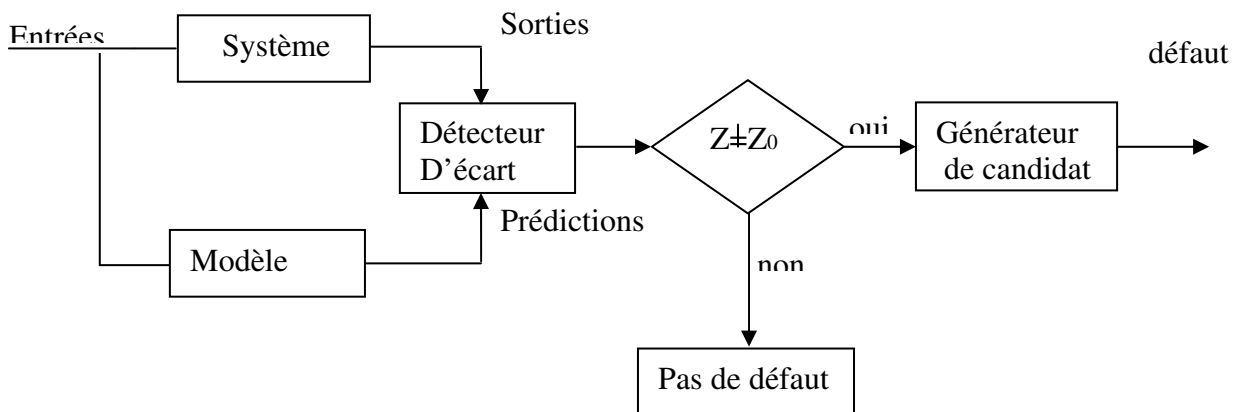 Entrées
Système
Sorties
défaut
Détecteur
D'écart
Z≠Z₀
oui
Générateur
de candidat
Prédictions
Modèle
non
Pas de défaut